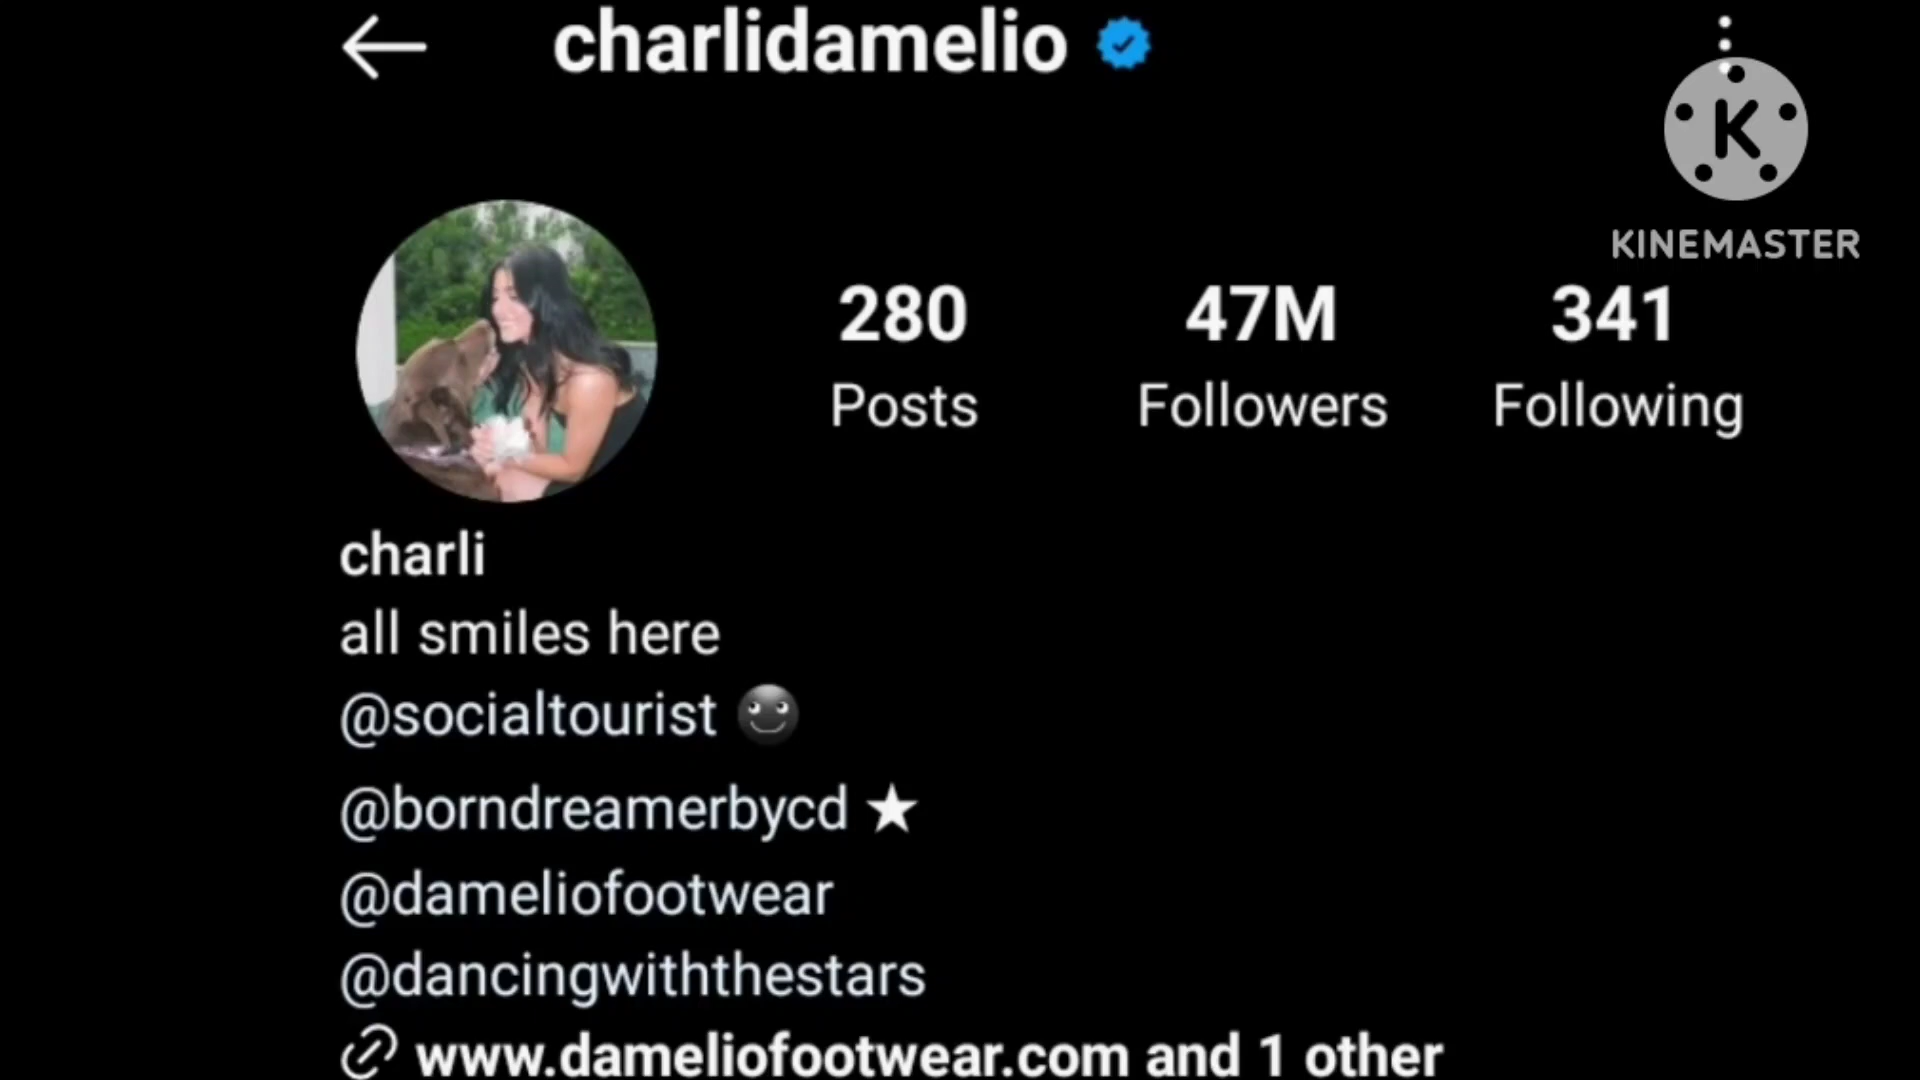 charlidamelio
K
KINEMASTER
280 47M 341
Posts Followers Following
charli
all smiles here
@socialtourist
@borndreamerbycd ★
@dameliofootwear
@dancingwiththestars
www.dameliofootwear.com and 1 other